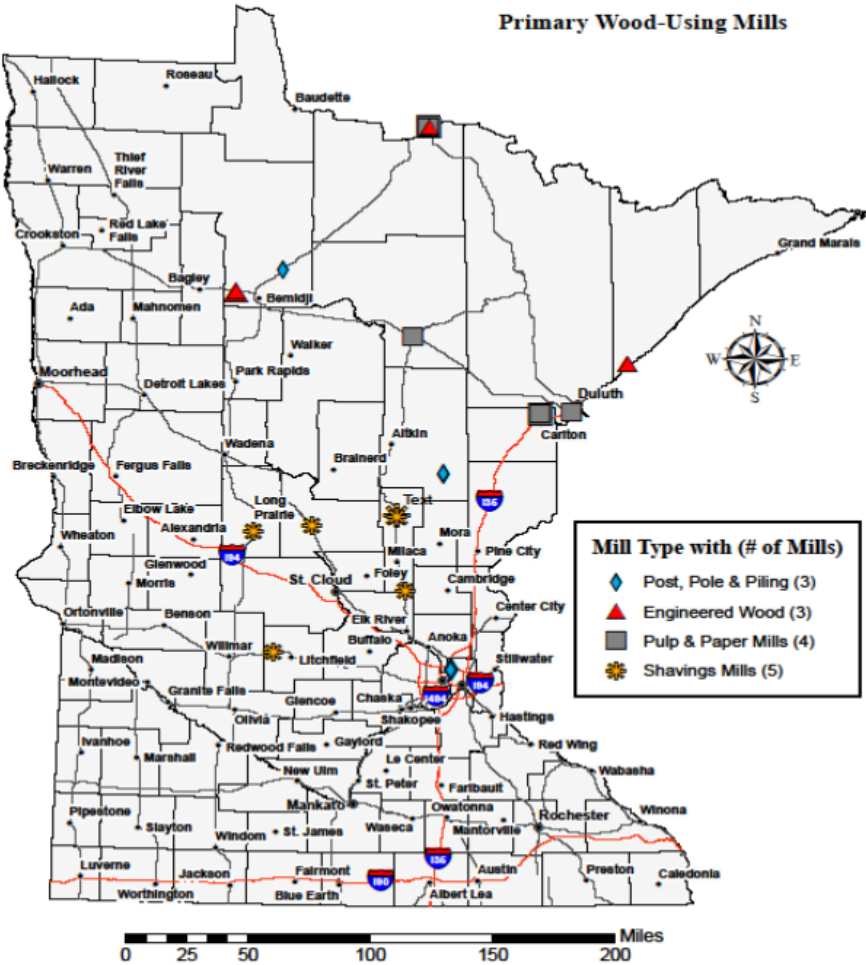 Primary Wood-Using Mills
Hallock
Roseau
Baudette
Warren
Thief
River
Falls
Crookston
Red Lake
Falls
Grand Marais
Bagley
Bemidji
Ada
Mahnomen
N
W
E
S
Walker
Moorhead
Detroit Lakes
Park Rapids
Duluth
Carlton
Aitkin
Wadena
Breckenridge
Fergus Falls
Brainerd
Elbow Lake
Long
Prairie
Text
I35
Wheaton
Alexandria
Mora
I94
Milaca
Pine City
Glenwood
Foley
Morris
St. Cloud
Cambridge
Ortonville
Benson
Elk River
Center City
Willmar
Buffalo
Anoka
Litchfield
Stillwater
Madison
Montevideo
Granite Falls
Chaska
I494
I94
Glencoe
Olivia
Shakopee
Hastings
Ivanhoe
Marshall
Redwood Falls
Gaylord
Red Wing
Le Center
New Ulm
St. Peter
Faribault
Wabasha
Mankato
Owatonna
Rochester
Winona
Pipestone
Slayton
Windom
St. James
Waseca
Mantorville
I35
Luverne
Jackson
Fairmont
I90
Austin
Preston
Caledonia
Worthington
Blue Earth
Albert Lea
Mill Type with (# of Mills)
Post, Pole & Piling (3)
Engineered Wood (3)
Pulp & Paper Mills (4)
Shavings Mills (5)
Miles
0 25 50 100 150 200